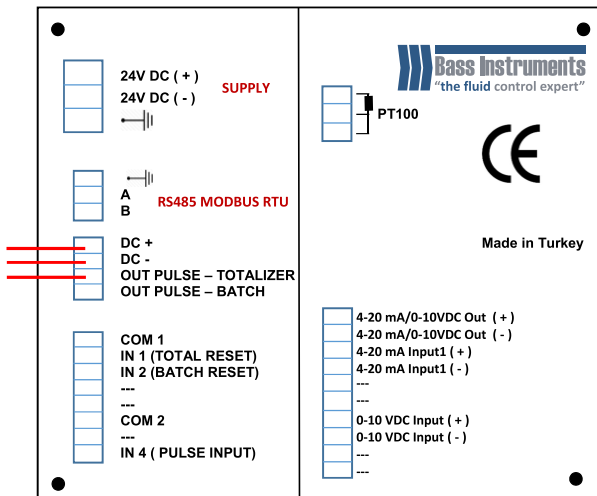 24V DC ( + )
24V DC ( - )
SUPPLY
A
B
RS485 MODBUS RTU
DC +
DC -
OUT PULSE – TOTALIZER
OUT PULSE – BATCH
COM 1
IN 1 (TOTAL RESET)
IN 2 (BATCH RESET)
---
---
COM 2
---
IN 4 ( PULSE INPUT)
Bass Instruments
“the fluid control expert”
PT100
CE
Made in Turkey
4-20 mA/0-10VDC Out ( + )
4-20 mA/0-10VDC Out ( - )
4-20 mA Input1 ( + )
4-20 mA Input1 ( - )
---
---
0-10 VDC Input ( + )
0-10 VDC Input ( - )
---
---